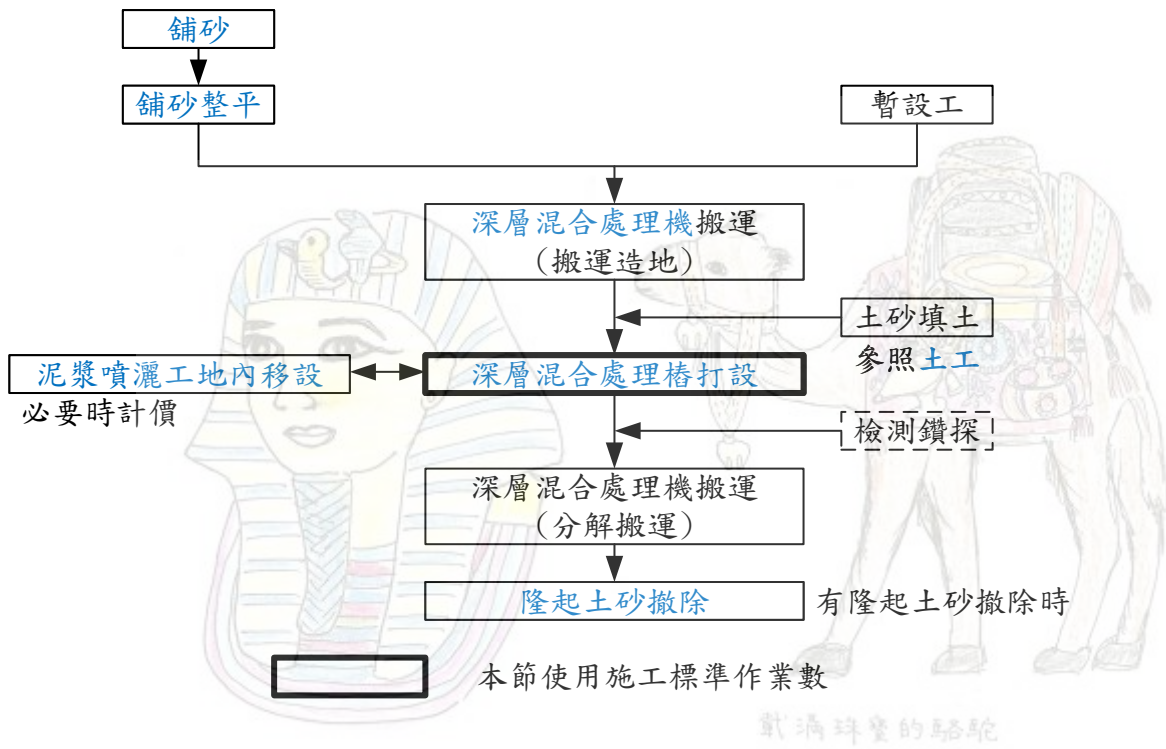 舖砂
舖砂整平
暫設工
深層混合處理機搬運
(搬運造地)
土砂填土
參照土工
泥漿噴灑工地內移設
必要時計價
深層混合處理樁打設
檢測鑽探
深層混合處理機搬運
(分解搬運)
隆起土砂撤除
有隆起土砂撤除時
本節使用施工標準作業數
戴滿珠寶的駱駝